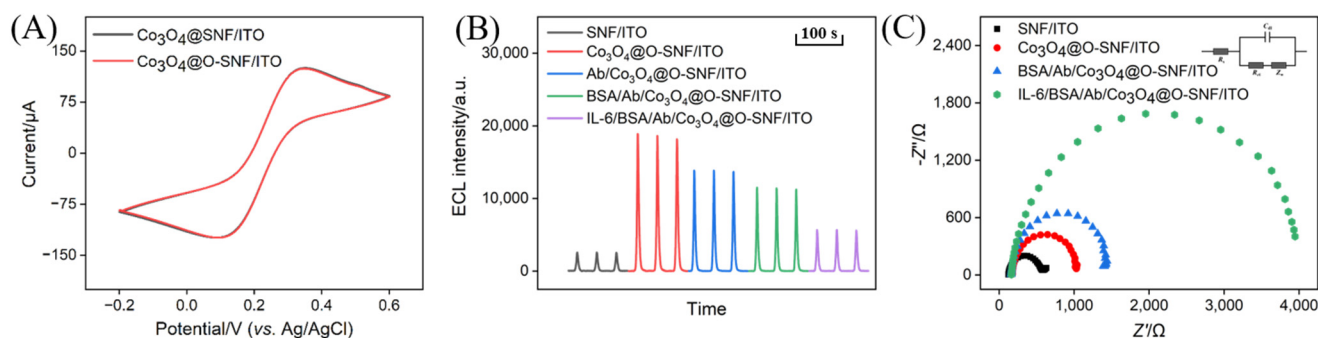 (A)
Co₃O₄@SNF/ITO
Co₃O₄@O-SNF/ITO
150
75
0
−75
−150
Current/μA
−0.2
0.0
0.2
0.4
0.6
Potential/V (vs. Ag/AgCl)
(B)
SNF/ITO
Co₃O₄@O-SNF/ITO
Ab/Co₃O₄@O-SNF/ITO
BSA/Ab/Co₃O₄@O-SNF/ITO
IL-6/BSA/Ab/Co₃O₄@O-SNF/ITO
100 s
30,000
20,000
10,000
0
ECL intensity/a.u.
Time
(C)
SNF/ITO
Co₃O₄@O-SNF/ITO
BSA/Ab/Co₃O₄@O-SNF/ITO
IL-6/BSA/Ab/Co₃O₄@O-SNF/ITO
2,400
1,800
1,200
600
0
-Z''/Ω
0
1,000
2,000
3,000
4,000
Z'/Ω